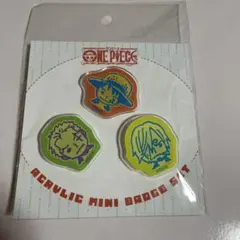 ONE PIECE
ACRYLIC MINI BADGE SET